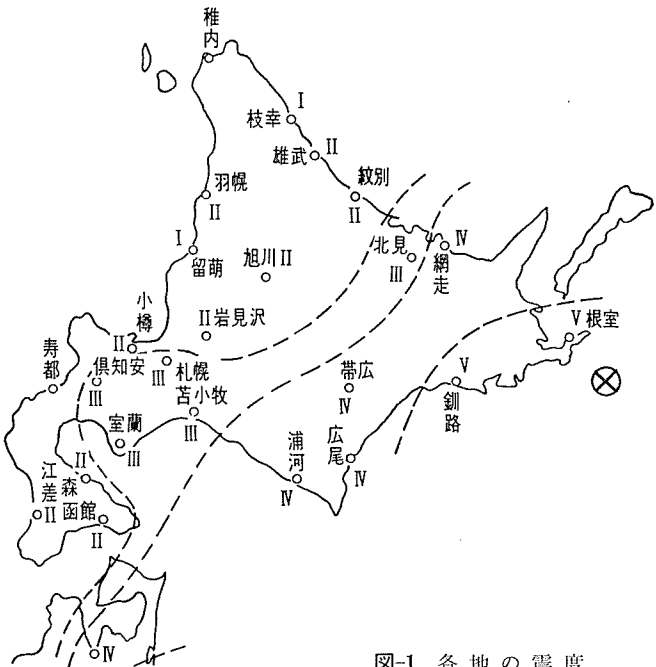 稚内
I
枝幸
II
雄武
紋別
II
羽幌
II
I
留萌
旭川 II
北見
III
IV
網走
小樽
II
II 岩見沢
V 根室
寿都
倶知安
III
III
札幌
苫小牧
III
帯広
IV
V
釧路
室蘭
III
浦河
IV
広尾
IV
II
森
江差
II
函館
II
IV
図-1 各地の震度